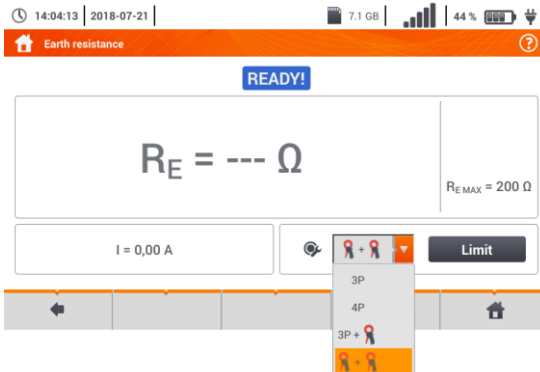 14:04:13 2018-07-21 7.1 GB 44 %
Earth resistance ?
READY!
RE = --- Ω
RE MAX = 200 Ω
I = 0,00 A + Limit
3P
4P
3P +
+